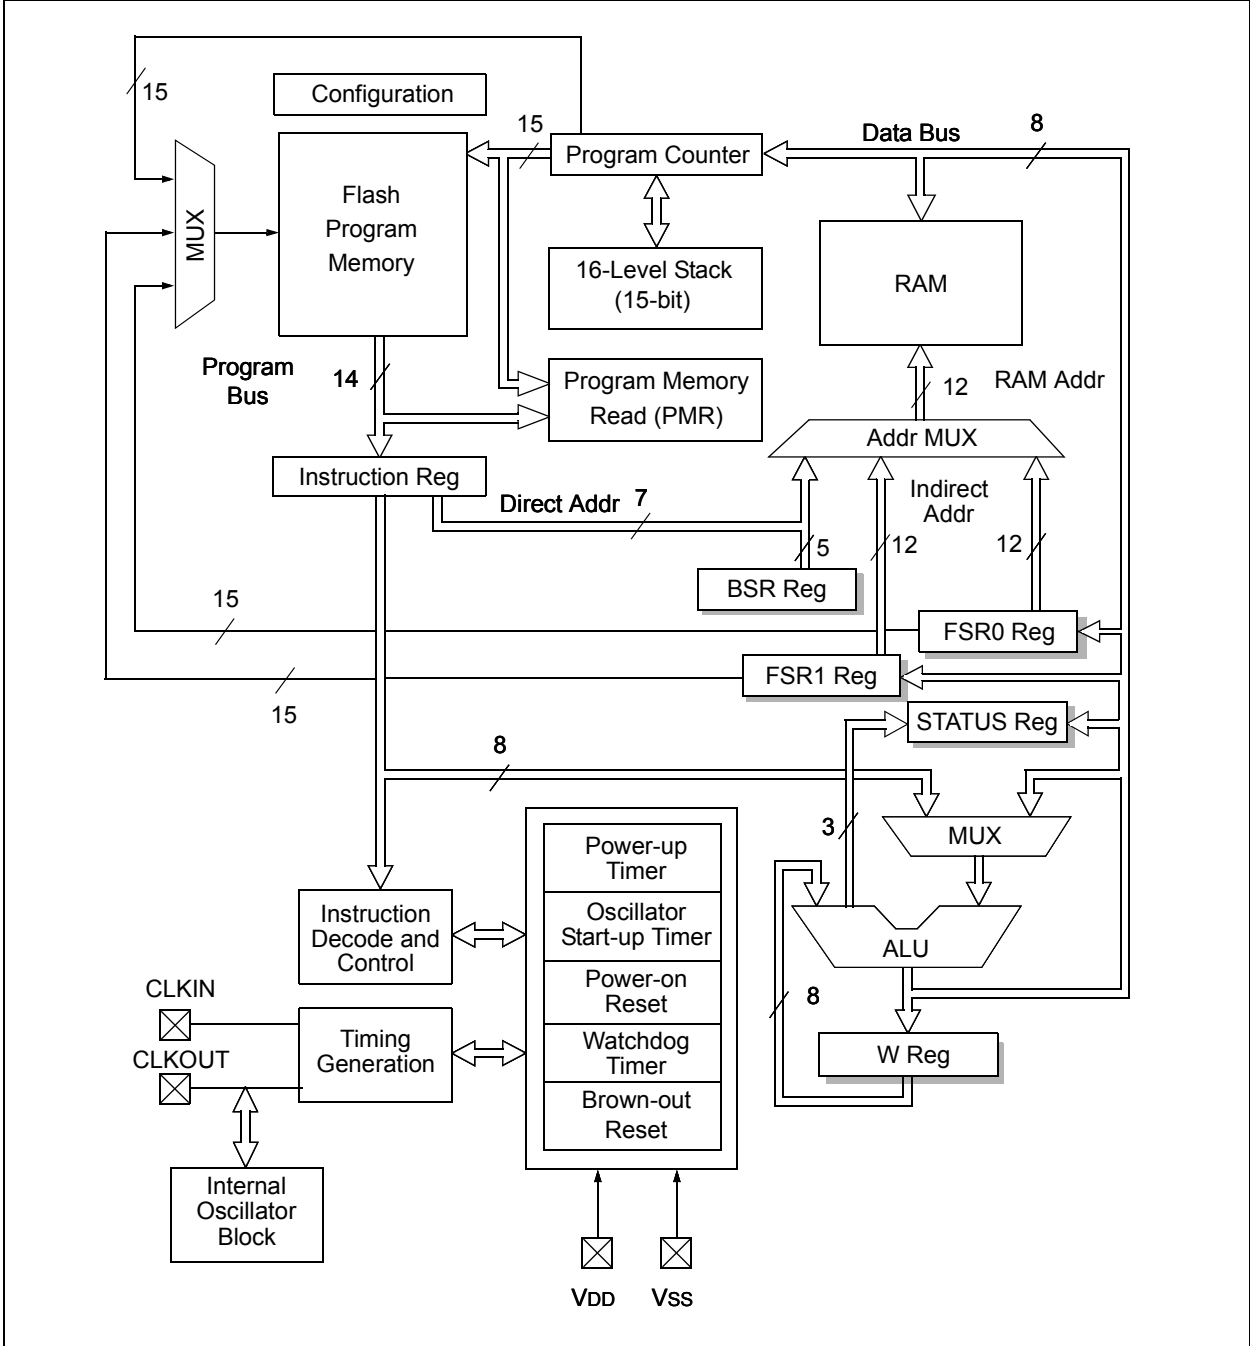 15
Configuration
15
Program Counter
Data Bus
8
MUX
Flash
Program
Memory
16-Level Stack
(15-bit)
RAM
Program
Bus
14
Program Memory
Read (PMR)
12
RAM Addr
Addr MUX
Instruction Reg
Direct Addr
7
Indirect
Addr
5
12
12
BSR Reg
15
FSR0 Reg
FSR1 Reg
15
STATUS Reg
8
3
MUX
Power-up
Timer
Instruction
Decode and
Control
Oscillator
Start-up Timer
ALU
Power-on
Reset
8
CLKIN
Timing
Generation
Watchdog
Timer
W Reg
CLKOUT
Brown-out
Reset
Internal
Oscillator
Block
VDD
VSS